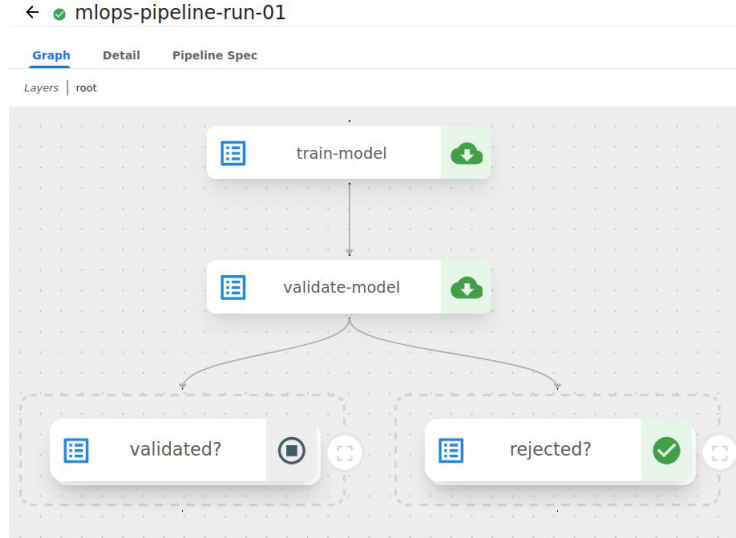 mlops-pipeline-run-01
Graph Detail Pipeline Spec
Layers | root
train-model
validate-model
validated? rejected?